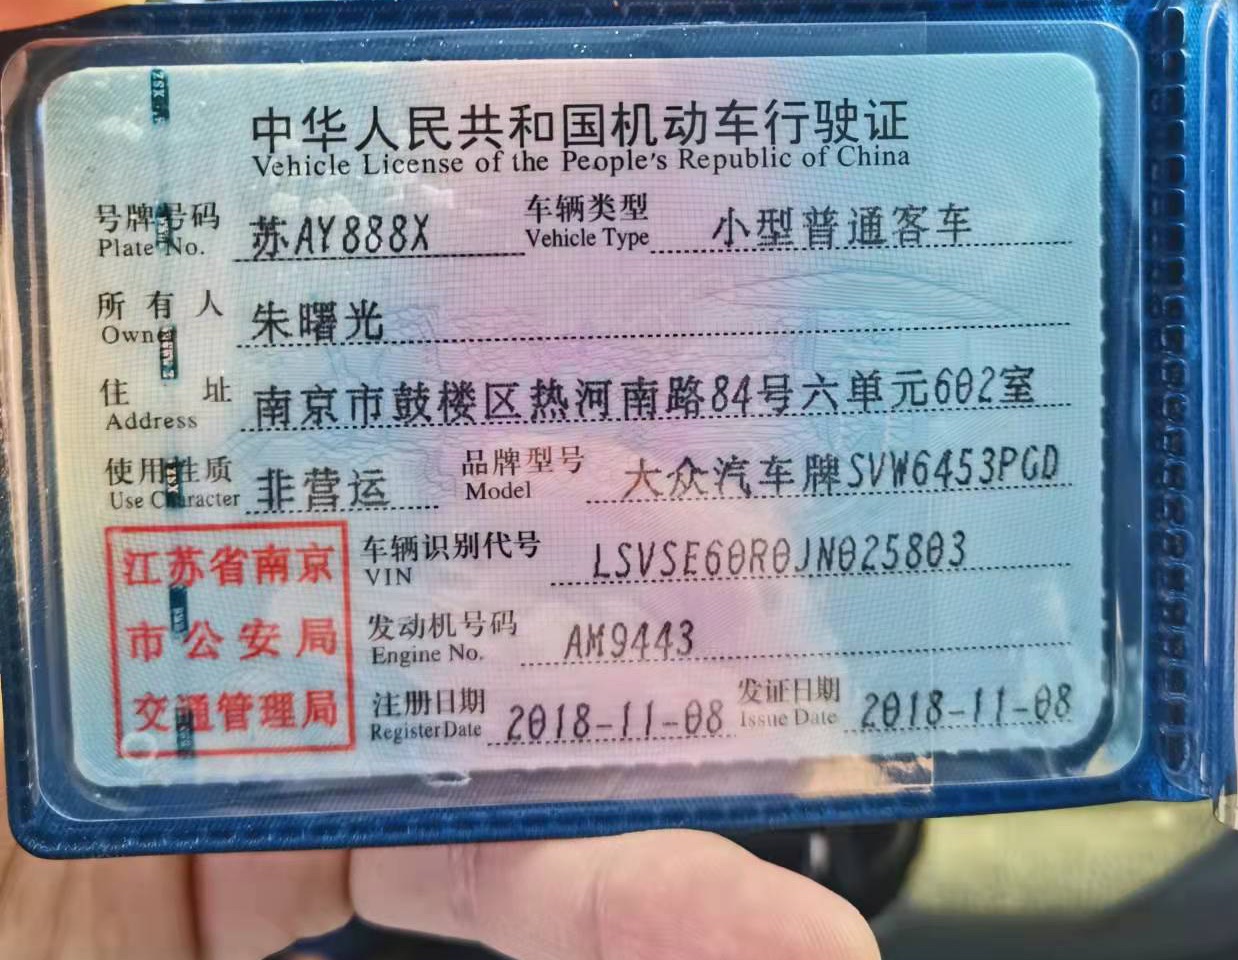 中华人民共和国机动车行驶证
Vehicle License of the People's Republic of China
号牌号码 苏AY888X 车辆类型 小型普通客车
Plate No. Vehicle Type
所有人 朱曙光
Owner
住址 南京市鼓楼区热河南路84号六单元602室
Address
使用性质 非营运 品牌型号 大众汽车牌SVW6453PGD
Use Character Model
江苏省南京
市公安局
交通管理局
车辆识别代号 LSVSE60R0JN025803
VIN
发动机号码 AM9443
Engine No.
注册日期 2018-11-08 发证日期 2018-11-08
Register Date Issue Date